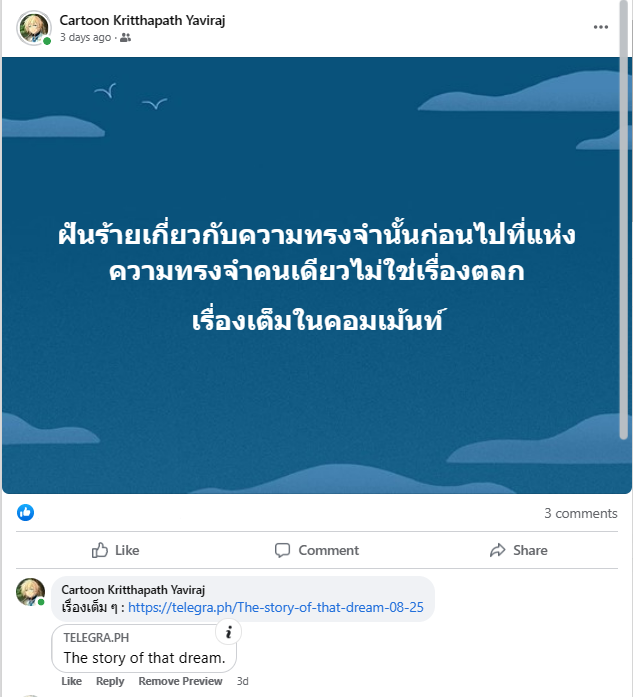 Cartoon Kritthapath Yaviraj
3 days ago ·
ฝันร้ายเกี่ยวกับความทรงจำนั้นก่อนไปที่แห่ง
ความทรงจำคนเดียวไม่ใช่เรื่องตลก
เรื่องเต็มในคอมเม้นท์
3 comments
Like
Comment
Share
Cartoon Kritthapath Yaviraj
เรื่องเต็ม ๆ : https://telegra.ph/The-story-of-that-dream-08-25
TELEGRA.PH
The story of that dream.
Like Reply Remove Preview 3d